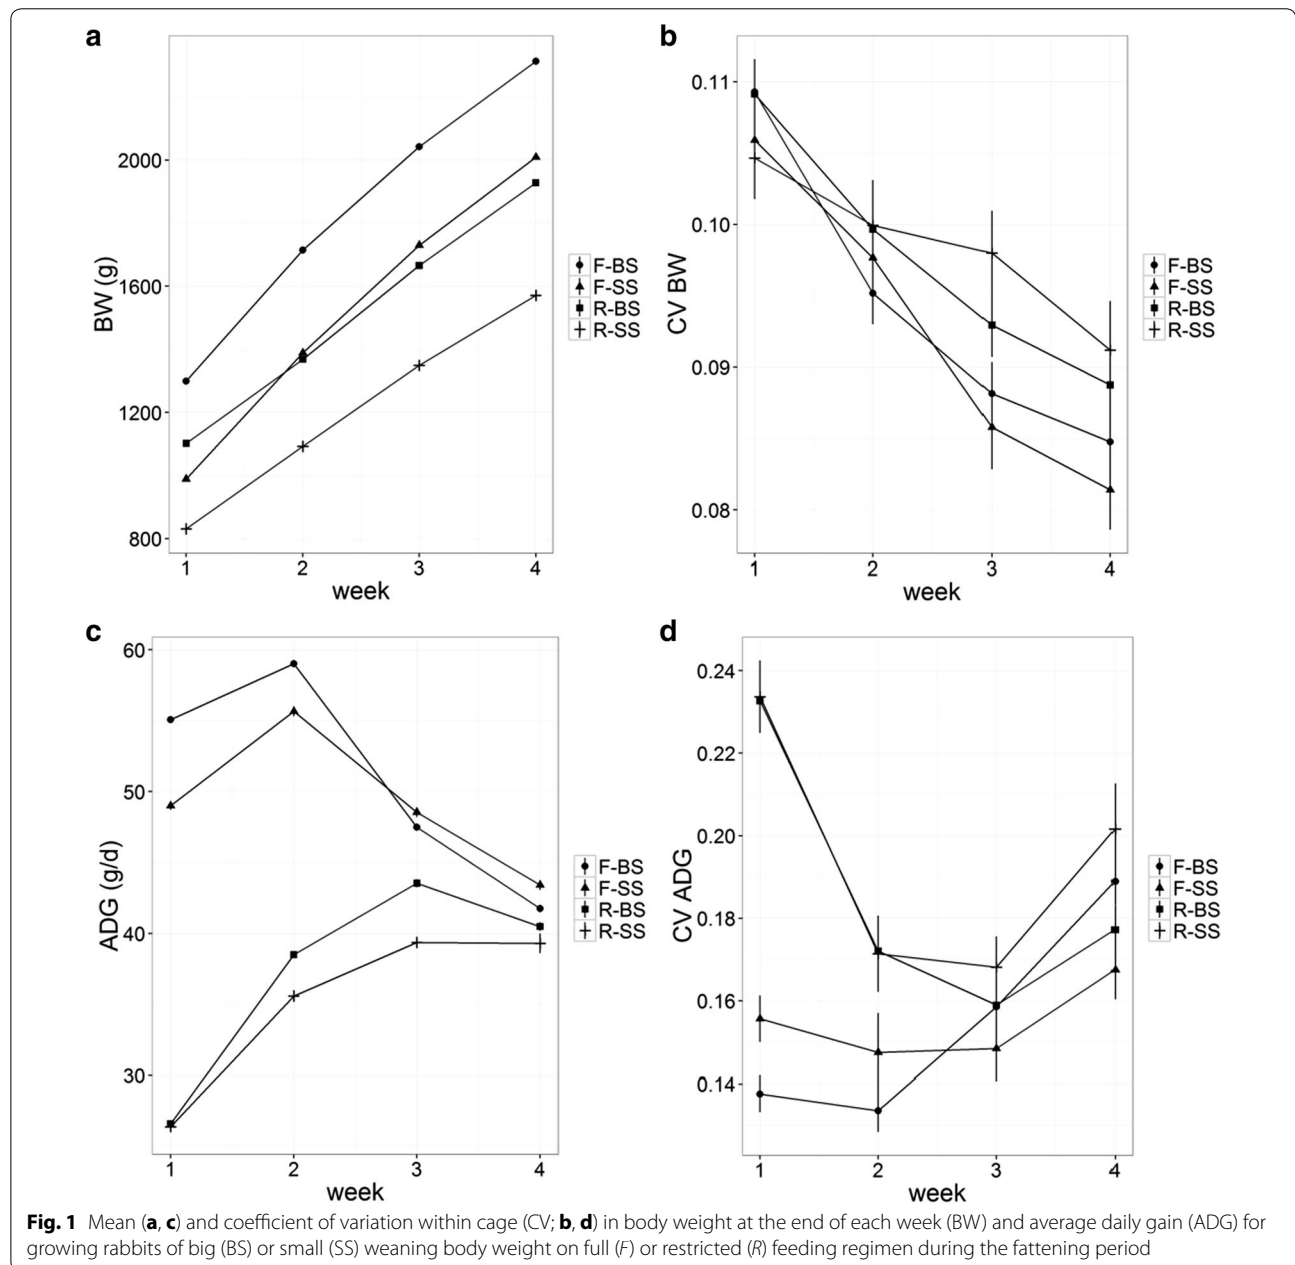 a
BW (g)
2000
1600
1200
800
1
2
3
4
week
F-BS
F-SS
R-BS
R-SS
b
CV BW
0.11
0.10
0.09
0.08
1
2
3
4
week
F-BS
F-SS
R-BS
R-SS
c
ADG (g/d)
60
50
40
30
1
2
3
4
week
F-BS
F-SS
R-BS
R-SS
d
CV ADG
0.24
0.22
0.20
0.18
0.16
0.14
1
2
3
4
week
F-BS
F-SS
R-BS
R-SS
Fig. 1 Mean (a, c) and coefficient of variation within cage (CV; b, d) in body weight at the end of each week (BW) and average daily gain (ADG) for
growing rabbits of big (BS) or small (SS) weaning body weight on full (F) or restricted (R) feeding regimen during the fattening period